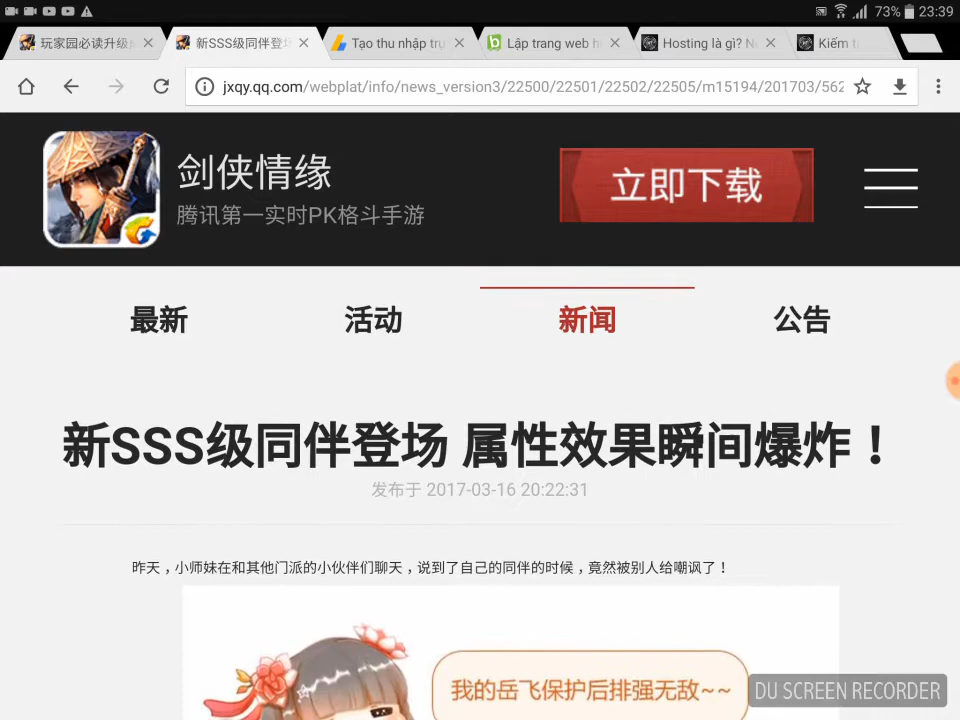 73% 23:39
玩家园必读升级
新SSS级同伴登场
Tạo thu nhập trụ
Lập trang web h
Hosting là gì? N
Kiếm t
jxqy.qq.com/webplat/info/news_version3/22500/22501/22502/22505/m15194/201703/562
剑侠情缘
腾讯第一实时PK格斗手游
立即下载
最新 活动 新闻 公告
新SSS级同伴登场 属性效果瞬间爆炸！
发布于 2017-03-16 20:22:31
昨天，小师妹在和其他门派的小伙伴们聊天，说到了自己的同伴的时候，竟然被别人给嘲讽了！
我的岳飞保护后排强无敌~~
DU SCREEN RECORDER